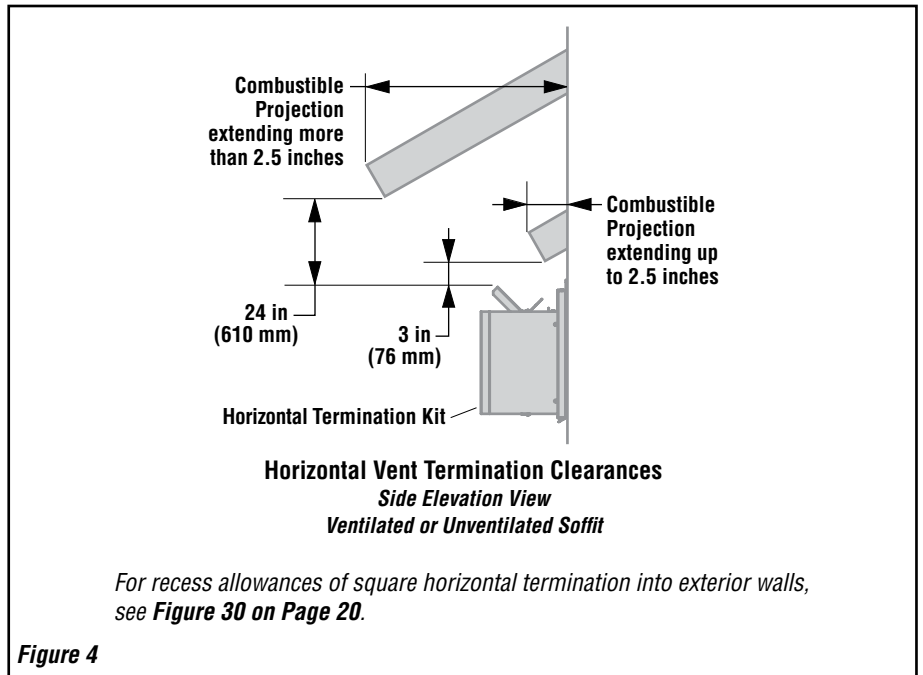 Combustible
Projection
extending more
than 2.5 inches
Combustible
Projection
extending up
to 2.5 inches
24 in
(610 mm)
3 in
(76 mm)
Horizontal Termination Kit
Horizontal Vent Termination Clearances
Side Elevation View
Ventilated or Unventilated Soffit
For recess allowances of square horizontal termination into exterior walls,
see Figure 30 on Page 20.
Figure 4